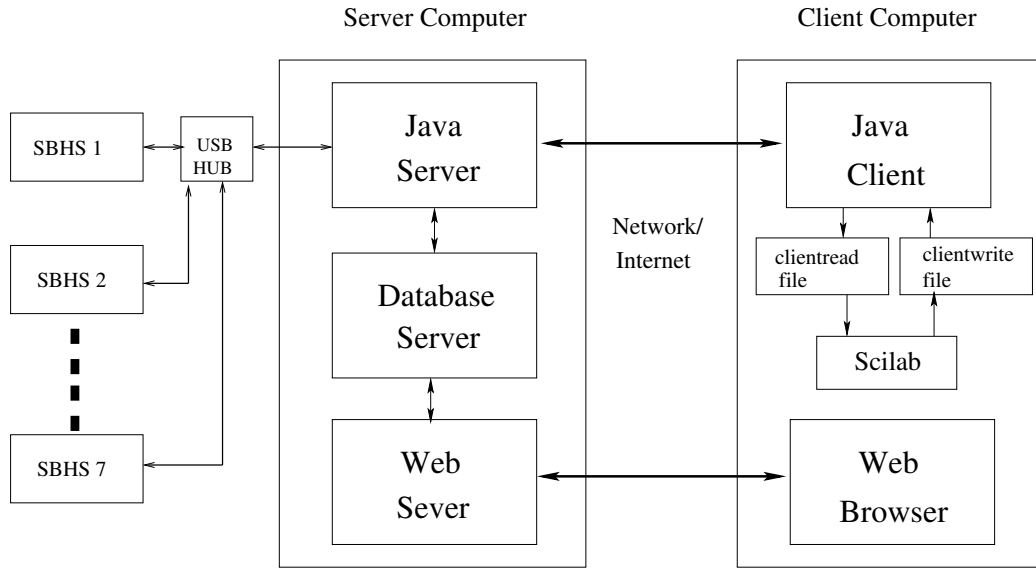 Server Computer
Client Computer
SBHS 1
USB
HUB
Java
Server
Java
Client
Network/
Internet
clientread
file
clientwrite
file
SBHS 2
Database
Server
Scilab
SBHS 7
Web
Sever
Web
Browser